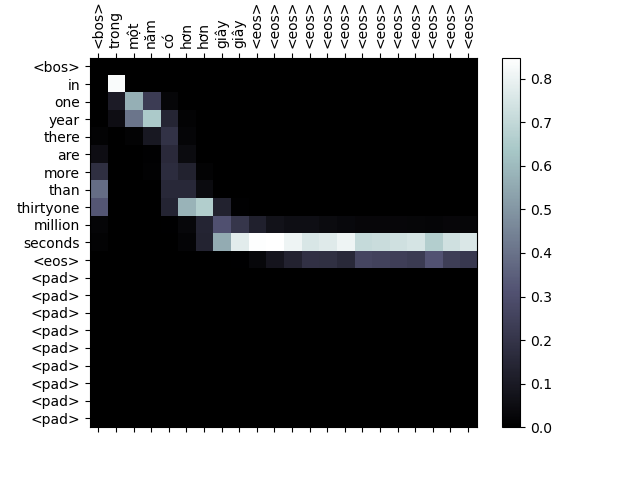 <bos> trong một năm có hơn hơn giây giây <eos> <eos> <eos> <eos> <eos> <eos> <eos> <eos> <eos> <eos> <eos> <eos> <eos>
<bos>
in
one
year
there
are
more
than
thirtyone
million
seconds
<eos>
<pad>
<pad>
<pad>
<pad>
<pad>
<pad>
<pad>
<pad>
<pad>
0.8
0.7
0.6
0.5
0.4
0.3
0.2
0.1
0.0